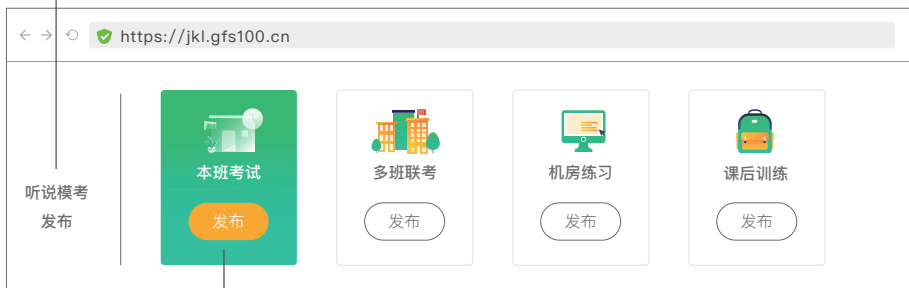 https://jkl.gfs100.cn
听说模考
发布
本班考试
发布
多班联考
发布
机房练习
发布
课后训练
发布